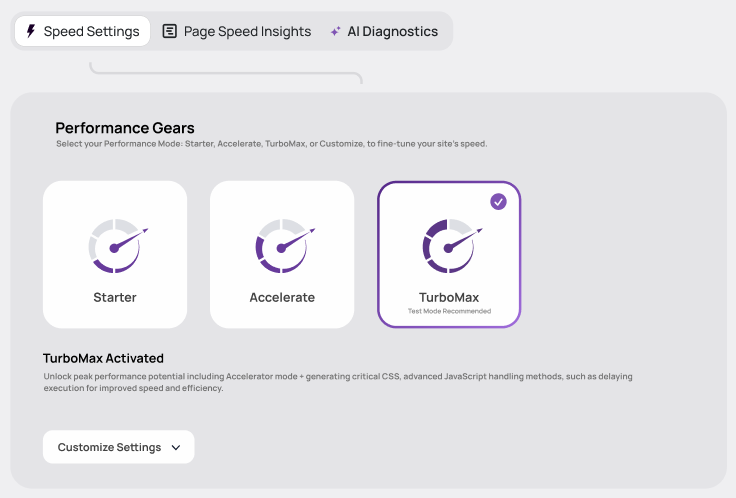 Speed Settings
Page Speed Insights
AI Diagnostics
Performance Gears
Select your Performance Mode: Starter, Accelerate, TurboMax, or Customize, to fine-tune your site's speed.
Starter
Accelerate
TurboMax
Test Mode Recommended
TurboMax Activated
Unlock peak performance potential including Accelerator mode + generating critical CSS, advanced JavaScript handling methods, such as delaying
execution for improved speed and efficiency.
Customize Settings